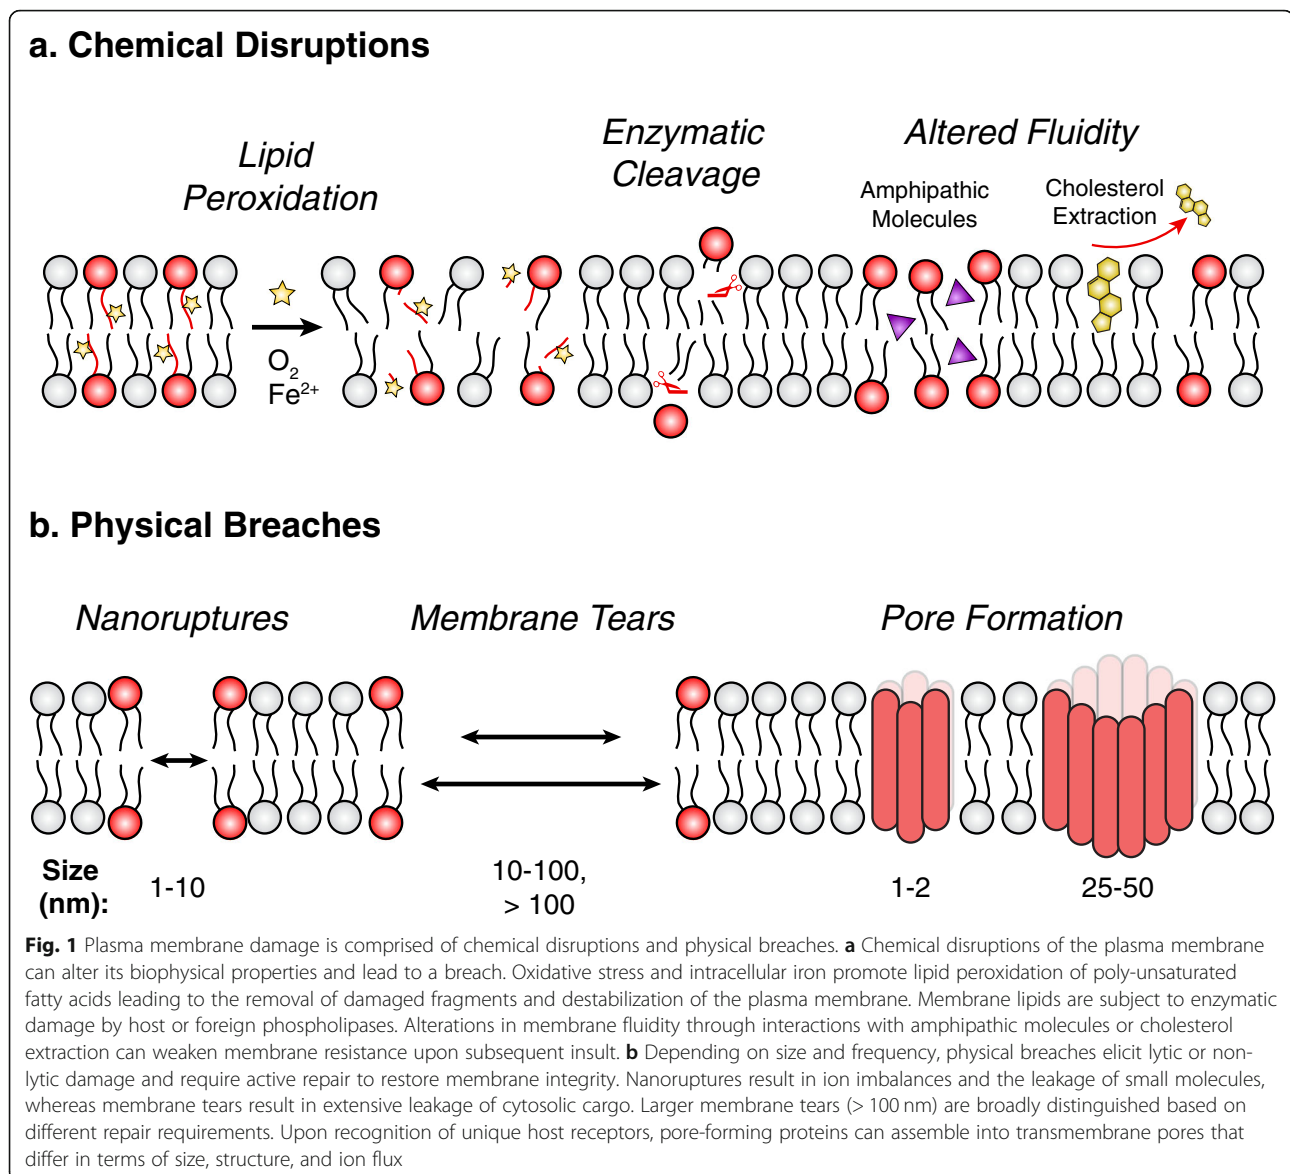 a. Chemical Disruptions
Lipid
Peroxidation
Enzymatic
Cleavage
Altered Fluidity
Amphipathic
Molecules
Cholesterol
Extraction
O2
Fe2+
b. Physical Breaches
Nanoruptures
Membrane Tears
Pore Formation
Size
(nm):
1-10
10-100,
> 100
1-2
25-50
Fig. 1 Plasma membrane damage is comprised of chemical disruptions and physical breaches. a Chemical disruptions of the plasma membrane
can alter its biophysical properties and lead to a breach. Oxidative stress and intracellular iron promote lipid peroxidation of poly-unsaturated
fatty acids leading to the removal of damaged fragments and destabilization of the plasma membrane. Membrane lipids are subject to enzymatic
damage by host or foreign phospholipases. Alterations in membrane fluidity through interactions with amphipathic molecules or cholesterol
extraction can weaken membrane resistance upon subsequent insult. b Depending on size and frequency, physical breaches elicit lytic or non-
lytic damage and require active repair to restore membrane integrity. Nanoruptures result in ion imbalances and the leakage of small molecules,
whereas membrane tears result in extensive leakage of cytosolic cargo. Larger membrane tears (> 100 nm) are broadly distinguished based on
different repair requirements. Upon recognition of unique host receptors, pore-forming proteins can assemble into transmembrane pores that
differ in terms of size, structure, and ion flux